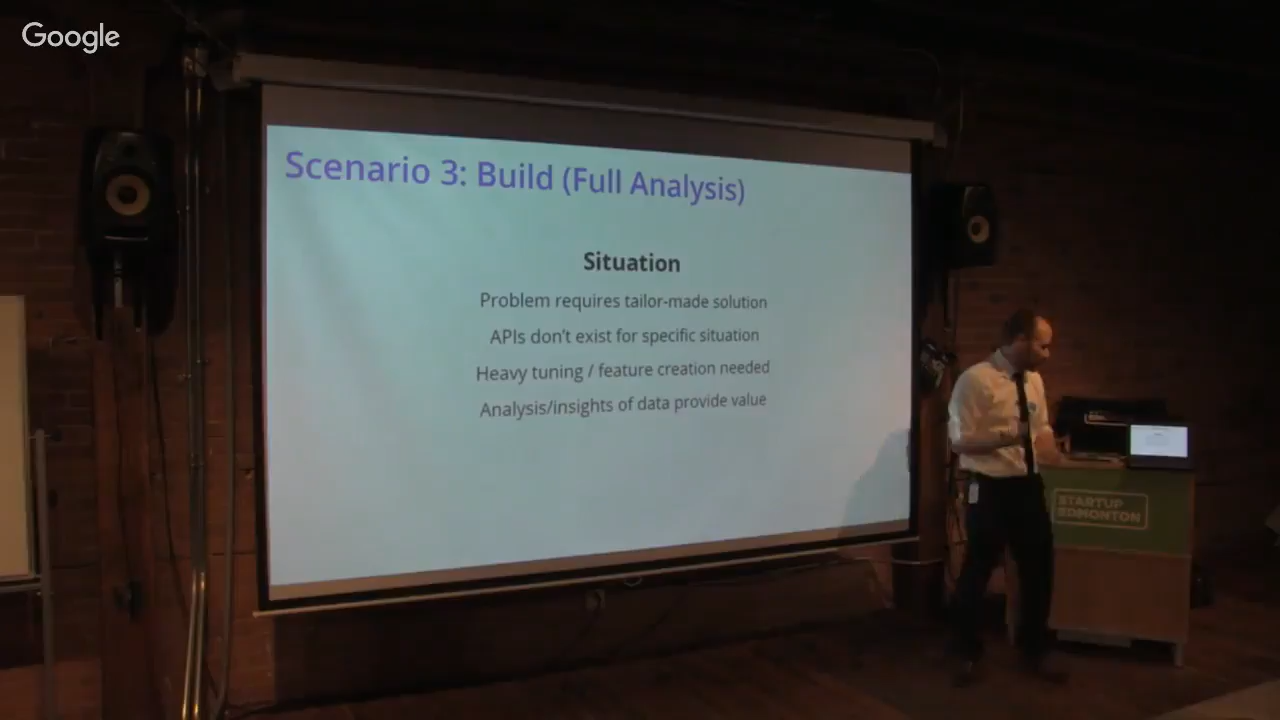 Google
Scenario 3: Build (Full Analysis)
Situation
Problem requires tailor-made solution
APIs don't exist for specific situation
Heavy tuning / feature creation needed
Analysis/insights of data provide value
STARTUP
EDMONTON